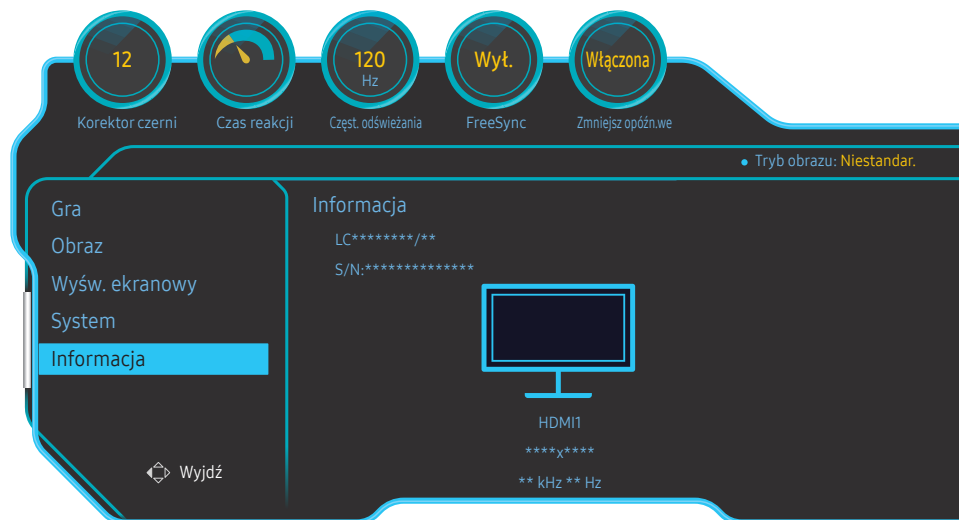 12
120
Hz
Wył.
Włączona
Korektor czerni
Czas reakcji
Częst. odświeżania
FreeSync
Zmniejsz opóźn.we
Tryb obrazu: Niestandar.
Gra
Obraz
Wyśw. ekranowy
System
Informacja
Wyjdź
Informacja
LC********/**
S/N:**************
HDMI1
****x****
** kHz ** Hz